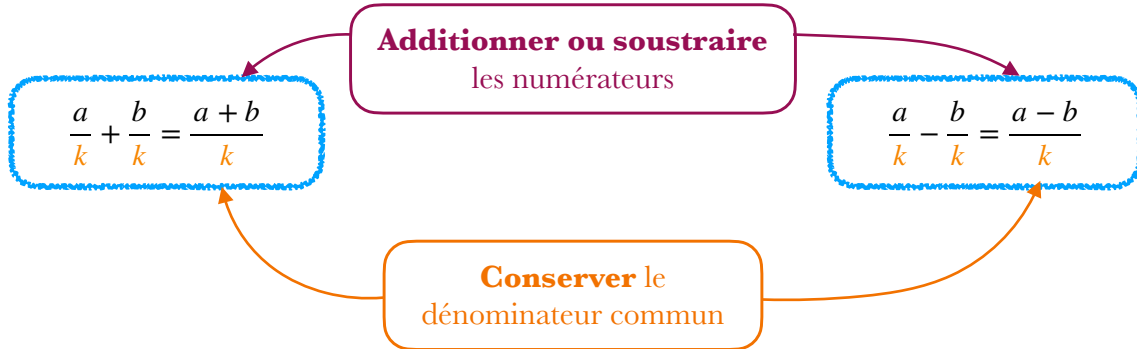 Additionner ou soustraire
les numérateurs
a/k + b/k = (a + b)/k
a/k − b/k = (a − b)/k
Conserver le
dénominateur commun